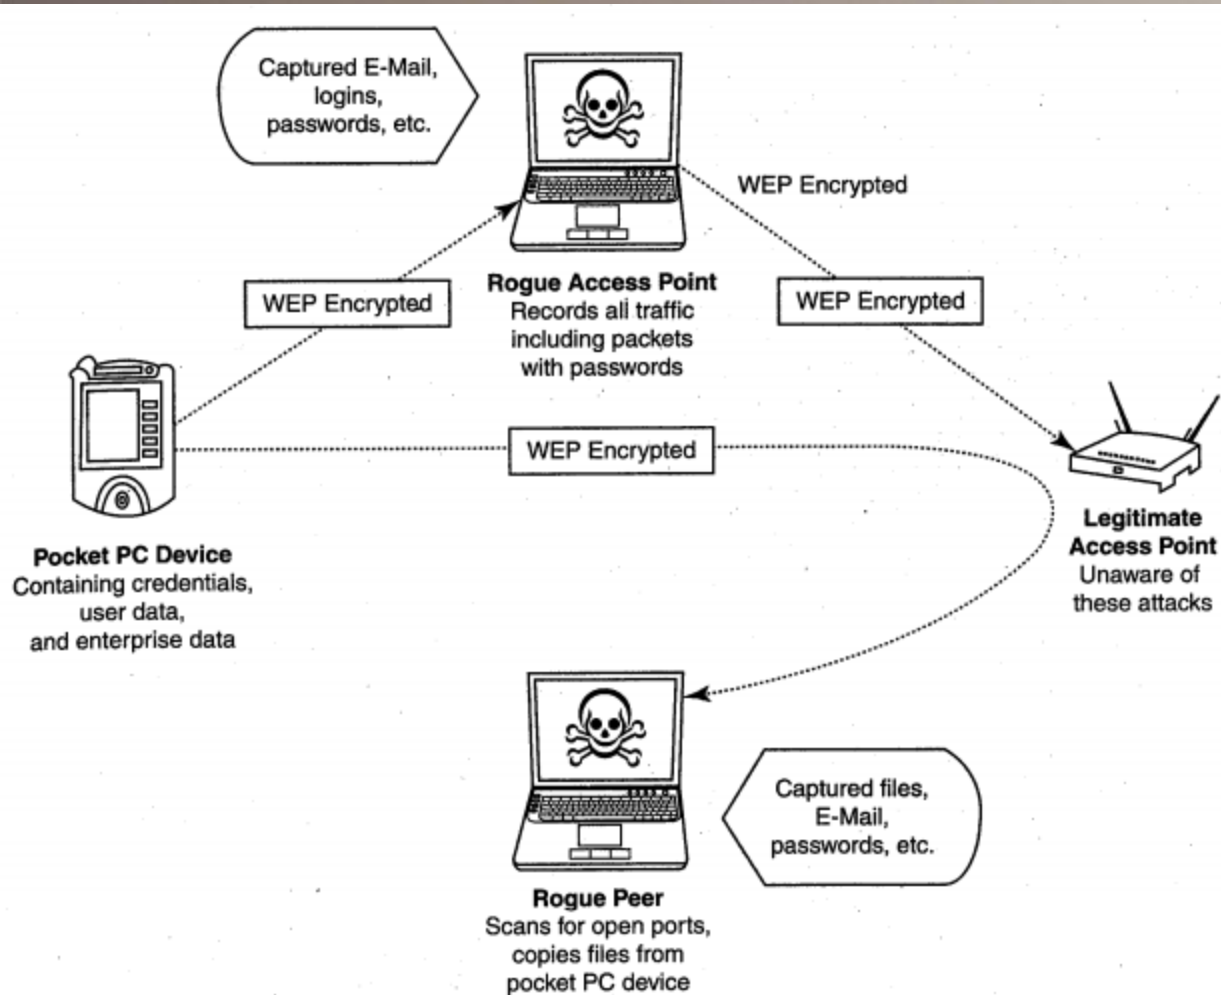 Captured E-Mail,
logins,
passwords, etc.
WEP Encrypted
WEP Encrypted
Rogue Access Point
Records all traffic
including packets
with passwords
WEP Encrypted
WEP Encrypted
Pocket PC Device
Containing credentials,
user data,
and enterprise data
Legitimate
Access Point
Unaware of
these attacks
Captured files,
E-Mail,
passwords, etc.
Rogue Peer
Scans for open ports,
copies files from
pocket PC device